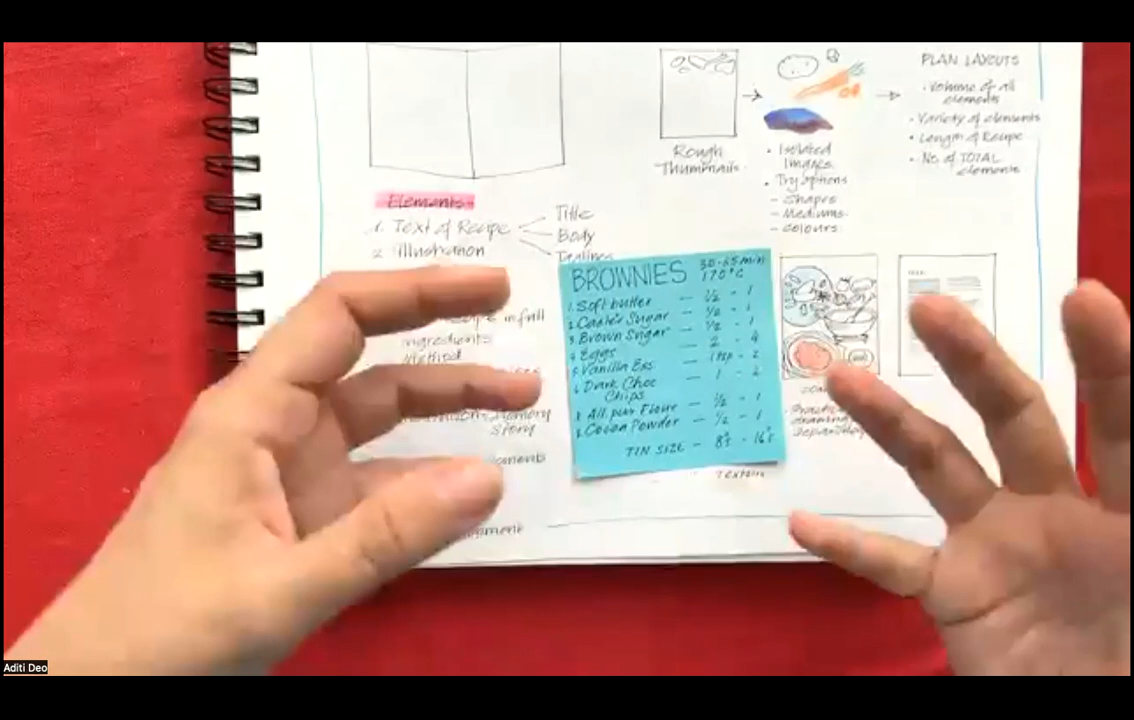 PLAN LAYOUTS
• Volume of all
elements
• Variety of elements
• Length of Recipe
• No. of TOTAL
elements
Rough
Thumbnails
• Isolated
Images
• Try options
- Shapes
- Mediums
- Colours
Elements
1. Text of Recipe
Title
Body
2. Illustration
BROWNIES
30-65 min
170°C
1. Soft butter — 1/2 - 1
2. Caster Sugar — 1/2 - 1
3. Brown Sugar — 1/2 - 1
4. Eggs — 2 - 4
5. Vanilla Ess. — 1 tsp - 2
6. Dark Choc — 1 - 2
Chips
All. pur Flour — 1/2 - 1
Cocoa Powder — 1/2 - 1
TIN SIZE — 8"s - 16"s
in full
Ingredients
Method
Memory
Story
Texture
Aditi Deo